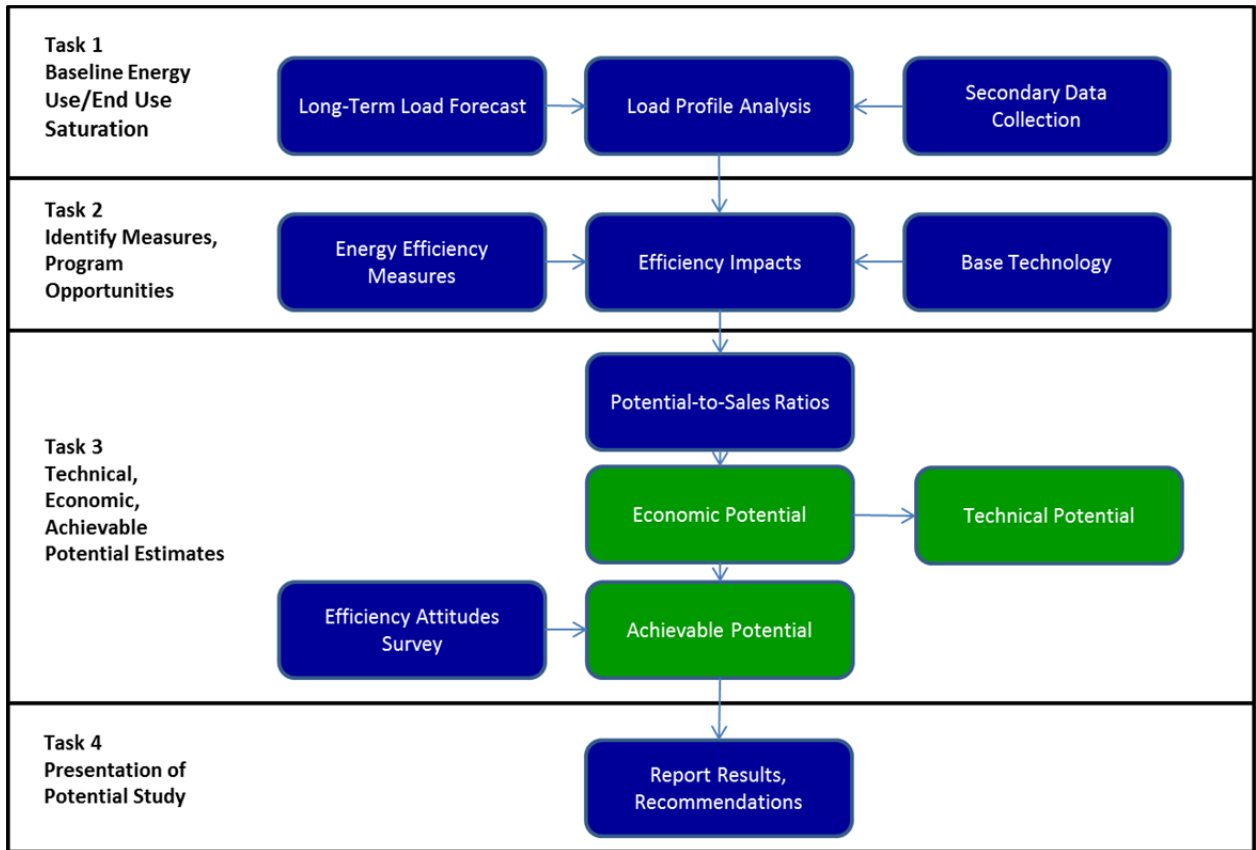 Task 1
Baseline Energy
Use/End Use
Saturation
Long-Term Load Forecast
Load Profile Analysis
Secondary Data
Collection
Task 2
Identify Measures,
Program
Opportunities
Energy Efficiency
Measures
Efficiency Impacts
Base Technology
Task 3
Technical,
Economic,
Achievable
Potential Estimates
Potential-to-Sales Ratios
Economic Potential
Technical Potential
Efficiency Attitudes
Survey
Achievable Potential
Task 4
Presentation of
Potential Study
Report Results,
Recommendations